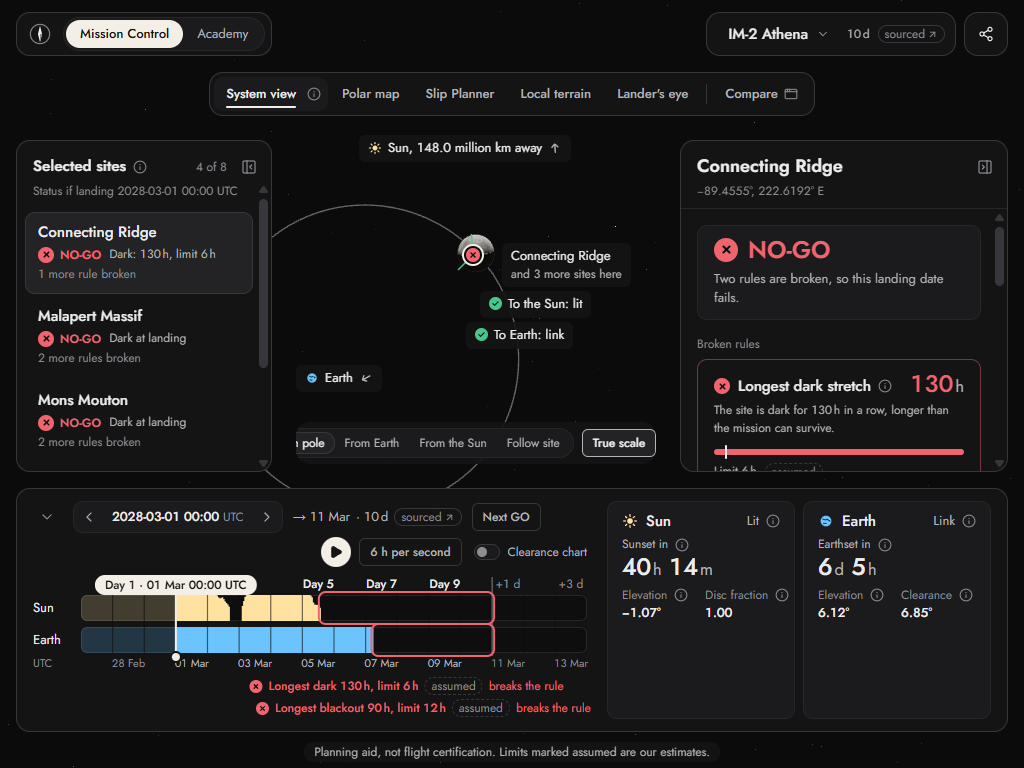 Mission Control
Academy
IM-2 Athena
10d
sourced ↗
System view
Polar map
Slip Planner
Local terrain
Lander's eye
Compare
Selected sites
4 of 8
Status if landing 2028-03-01 00:00 UTC
Connecting Ridge
NO-GO Dark: 130h, limit 6h
1 more rule broken
Malapert Massif
NO-GO Dark at landing
2 more rules broken
Mons Mouton
NO-GO Dark at landing
2 more rules broken
Sun, 148.0 million km away ↑
Connecting Ridge
and 3 more sites here
To the Sun: lit
To Earth: link
Earth ↙
pole
From Earth
From the Sun
Follow site
True scale
Connecting Ridge
−89.4555°, 222.6192° E
NO-GO
Two rules are broken, so this landing date
fails.
Broken rules
Longest dark stretch 130h
The site is dark for 130h in a row, longer than
the mission can survive.
Limit 6h assumed
2028-03-01 00:00 UTC
→ 11 Mar · 10d sourced ↗
Next GO
6 h per second
Clearance chart
Day 1 · 01 Mar 00:00 UTC
Day 5
Day 7
Day 9
+1 d
+3 d
Sun
Earth
UTC
28 Feb
01 Mar
03 Mar
05 Mar
07 Mar
09 Mar
11 Mar
13 Mar
Longest dark 130h, limit 6h assumed breaks the rule
Longest blackout 90h, limit 12h assumed breaks the rule
Sun
Lit
Sunset in
40h 14m
Elevation
Disc fraction
−1.07°
1.00
Earth
Link
Earthset in
6d 5h
Elevation
Clearance
6.12°
6.85°
Planning aid, not flight certification. Limits marked assumed are our estimates.